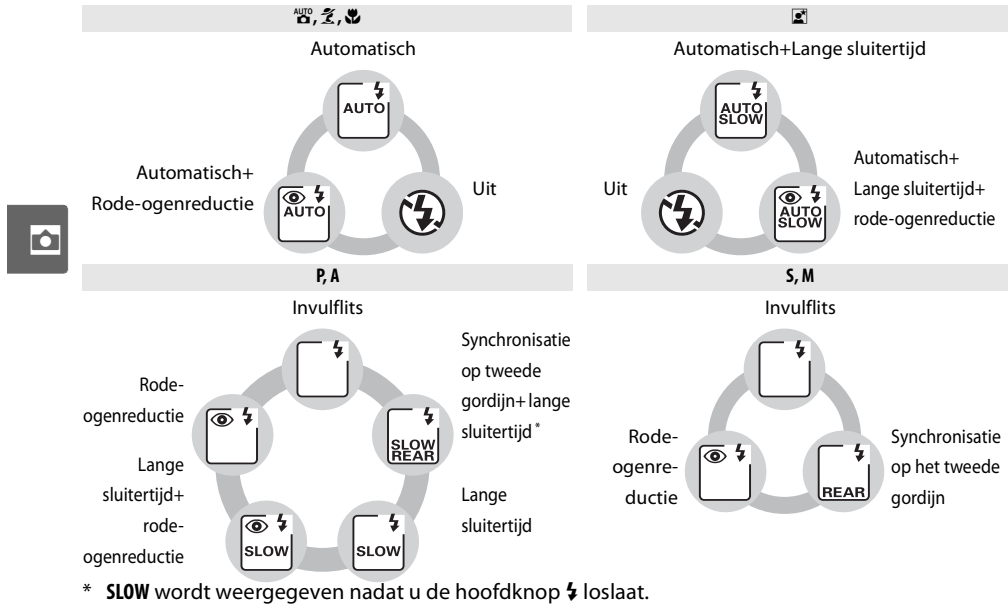 AUTO
Automatisch
AUTO
Automatisch+
Rode-ogenreductie
AUTO
Uit
Automatisch+Lange sluitertijd
AUTO
SLOW
Uit
AUTO
SLOW
Automatisch+
Lange sluitertijd+
rode-ogenreductie
P, A
Invulflits
Rode-
ogenreductie
Synchronisatie
op tweede
gordijn+ lange
sluitertijd*
SLOW
REAR
Lange
sluitertijd+
rode-
ogenreductie
SLOW
SLOW
Lange
sluitertijd
S, M
Invulflits
Rode-
ogenre-
ductie
REAR
Synchronisatie
op het tweede
gordijn
* SLOW wordt weergegeven nadat u de hoofdknop loslaat.